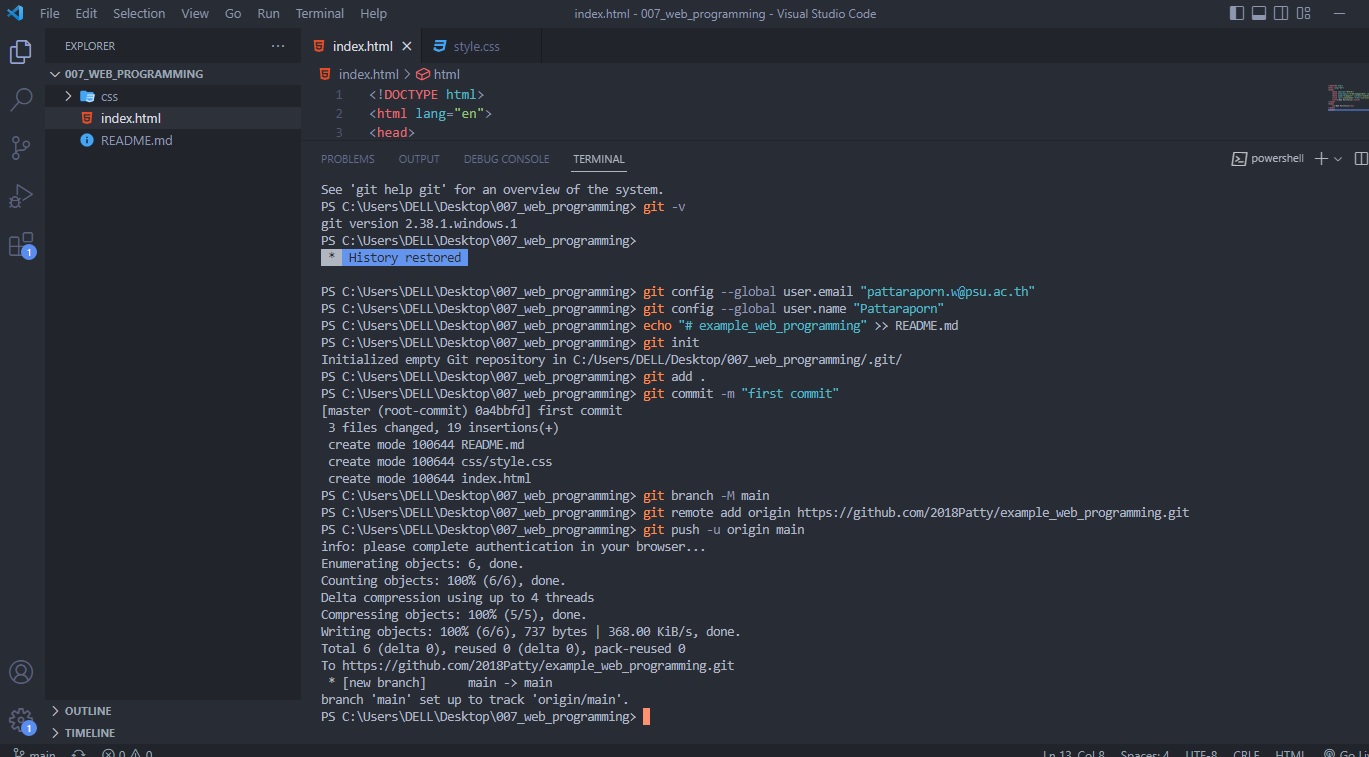 File Edit Selection View Go Run Terminal Help index.html - 007_web_programming - Visual Studio Code
EXPLORER ... index.html style.css
007_WEB_PROGRAMMING
css
index.html
README.md
index.html > html
1 <!DOCTYPE html>
2 <html lang="en">
3 <head>
PROBLEMS OUTPUT DEBUG CONSOLE TERMINAL powershell
See 'git help git' for an overview of the system.
PS C:\Users\DELL\Desktop\007_web_programming> git -v
git version 2.38.1.windows.1
PS C:\Users\DELL\Desktop\007_web_programming>
* History restored
PS C:\Users\DELL\Desktop\007_web_programming> git config --global user.email "pattaraporn.w@psu.ac.th"
PS C:\Users\DELL\Desktop\007_web_programming> git config --global user.name "Pattaraporn"
PS C:\Users\DELL\Desktop\007_web_programming> echo "# example_web_programming" >> README.md
PS C:\Users\DELL\Desktop\007_web_programming> git init
Initialized empty Git repository in C:/Users/DELL/Desktop/007_web_programming/.git/
PS C:\Users\DELL\Desktop\007_web_programming> git add .
PS C:\Users\DELL\Desktop\007_web_programming> git commit -m "first commit"
[master (root-commit) 0a4bbfd] first commit
3 files changed, 19 insertions(+)
create mode 100644 README.md
create mode 100644 css/style.css
create mode 100644 index.html
PS C:\Users\DELL\Desktop\007_web_programming> git branch -M main
PS C:\Users\DELL\Desktop\007_web_programming> git remote add origin https://github.com/2018Patty/example_web_programming.git
PS C:\Users\DELL\Desktop\007_web_programming> git push -u origin main
info: please complete authentication in your browser...
Enumerating objects: 6, done.
Counting objects: 100% (6/6), done.
Delta compression using up to 4 threads
Compressing objects: 100% (5/5), done.
Writing objects: 100% (6/6), 737 bytes | 368.00 KiB/s, done.
Total 6 (delta 0), reused 0 (delta 0), pack-reused 0
To https://github.com/2018Patty/example_web_programming.git
* [new branch] main -> main
branch 'main' set up to track 'origin/main'.
PS C:\Users\DELL\Desktop\007_web_programming>
1
1
OUTLINE
TIMELINE
main 0 0 Ln 13, Col 8 Spaces: 4 UTF-8 CRLF HTML Go